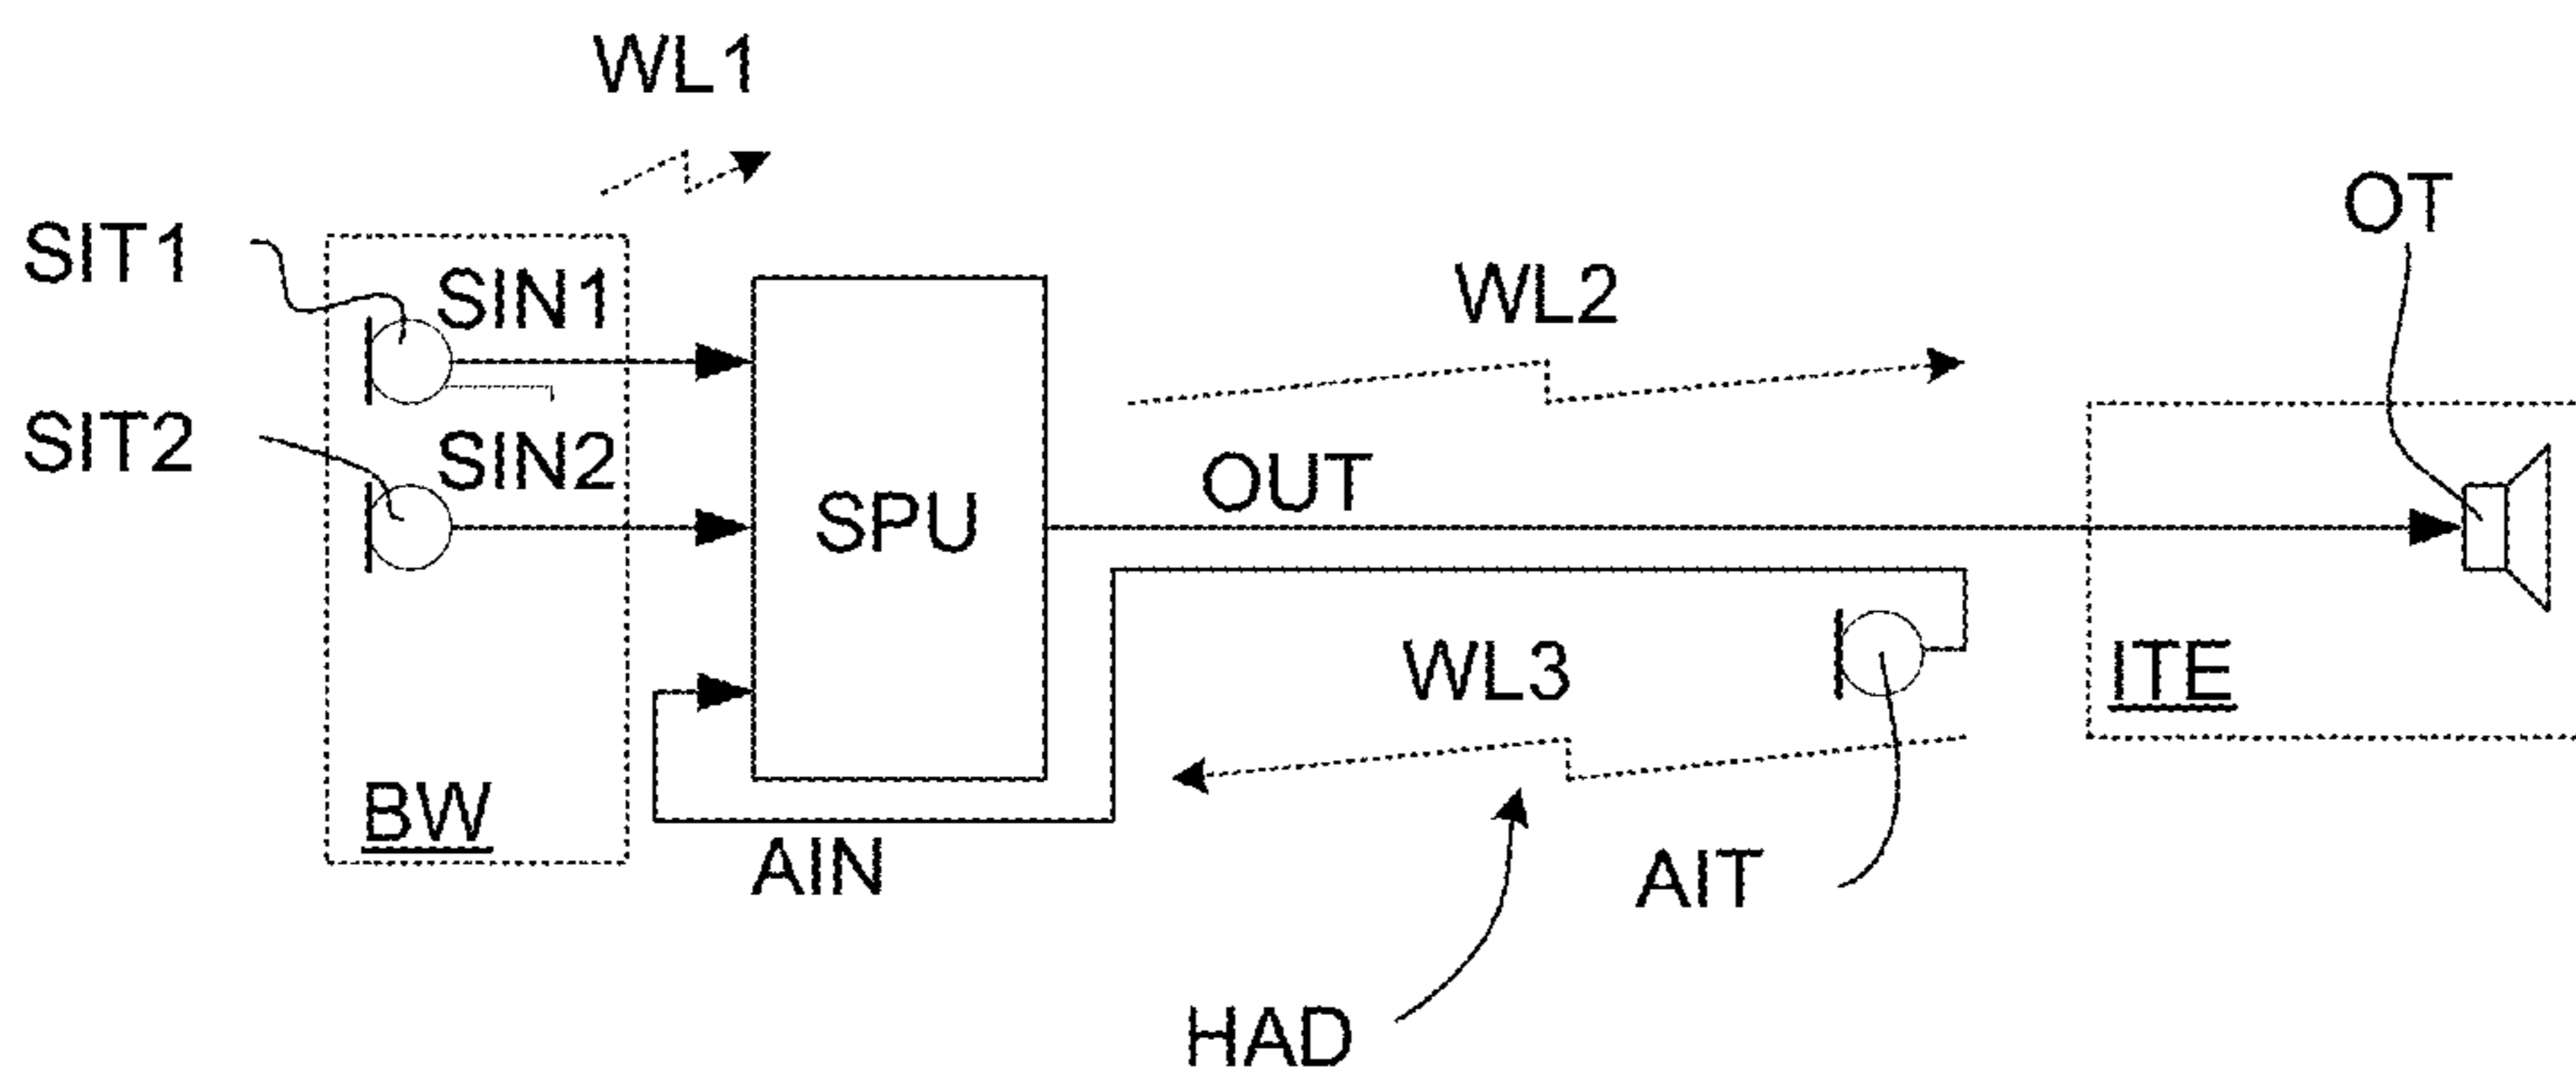 WL1
OT
SIT1
SIN1
WL2
SIT2
SIN2
OUT
SPU
WL3
ITE
BW
AIN
AIT
HAD